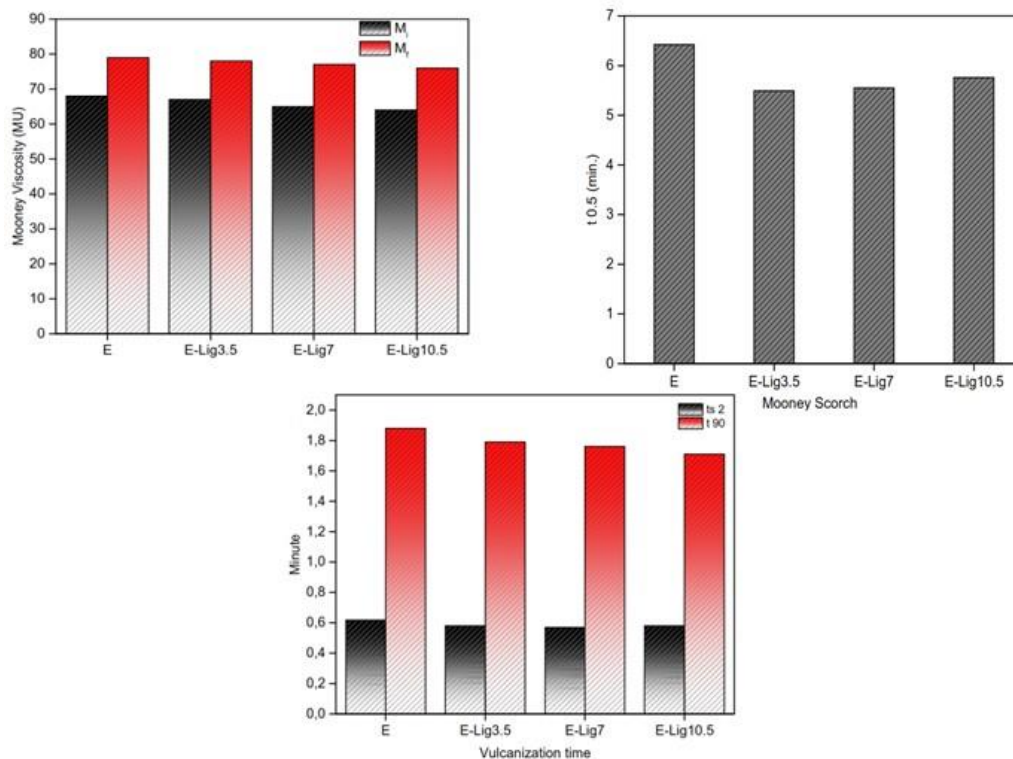 90
80
70
60
50
40
30
20
10
0
Mooney Viscosity (MU)
M_i
M_f
E
E-Lig3.5
E-Lig7
E-Lig10.5
7
6
5
4
3
2
1
0
t 0.5 (min.)
E
E-Lig3.5
E-Lig7
E-Lig10.5
Mooney Scorch
2,0
1,8
1,6
1,4
1,2
1,0
0,8
0,6
0,4
0,2
0,0
Minute
ts 2
t 90
E
E-Lig3.5
E-Lig7
E-Lig10.5
Vulcanization time